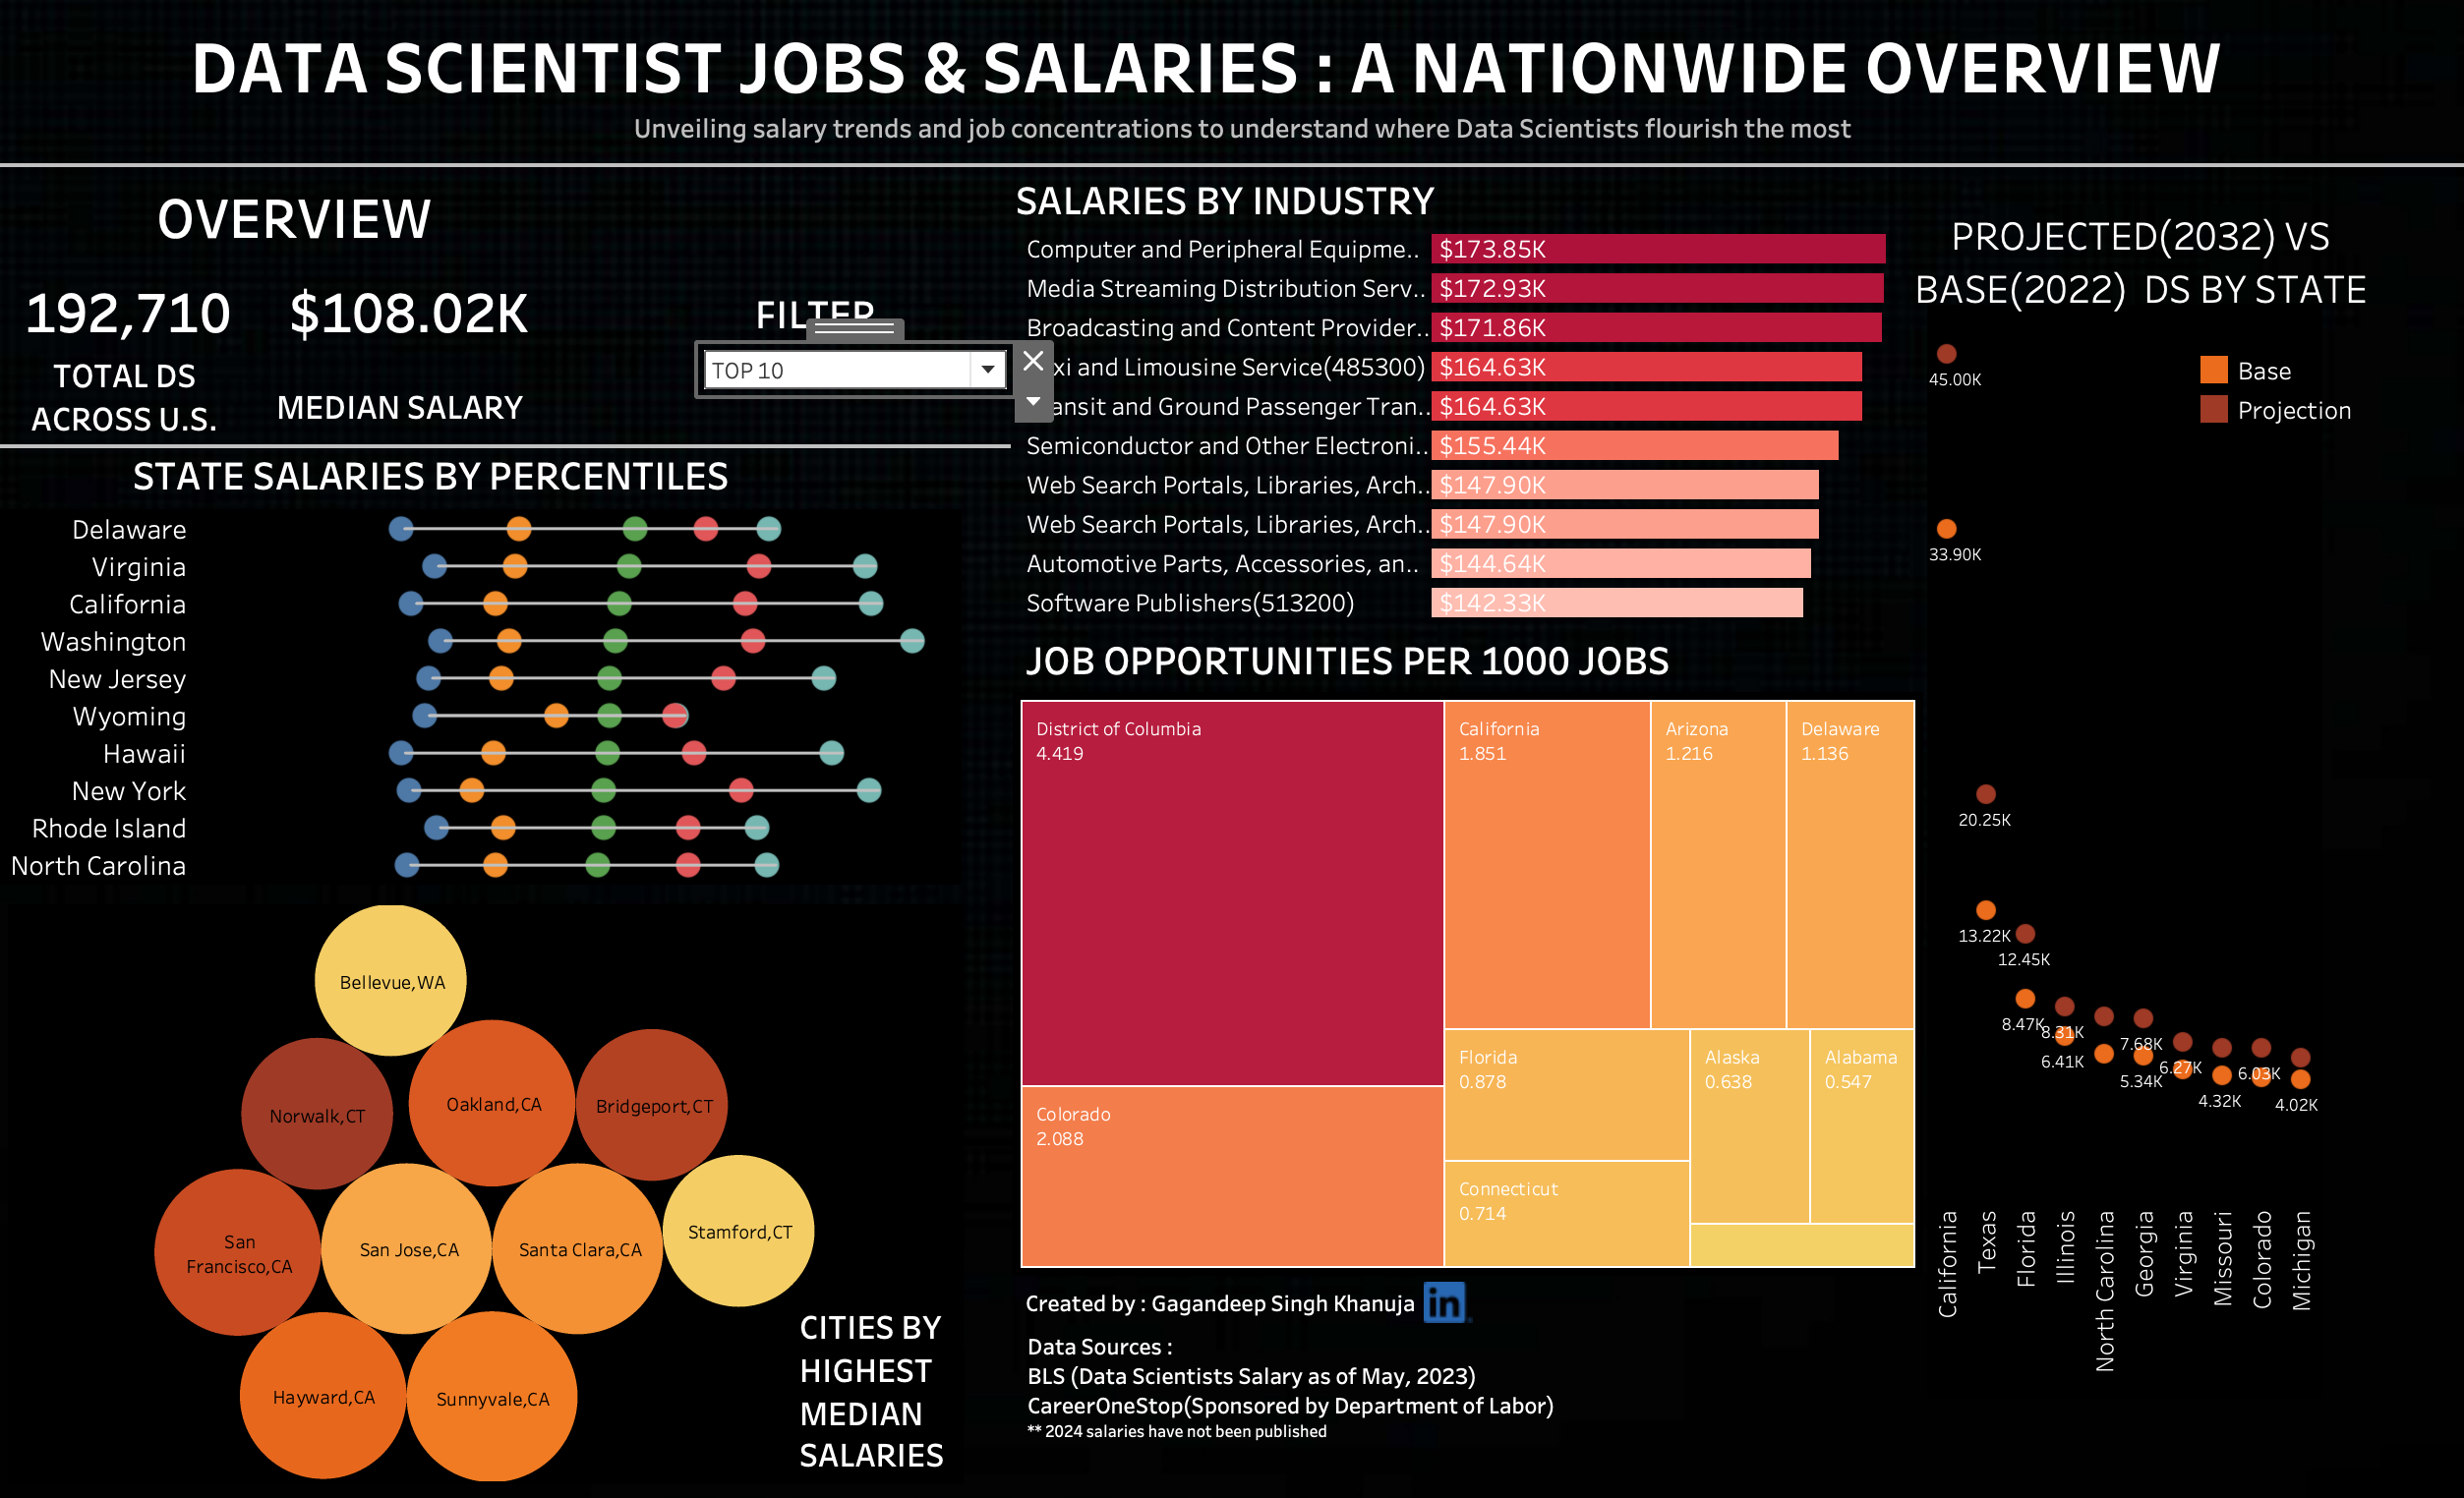 DATA SCIENTIST JOBS & SALARIES : A NATIONWIDE OVERVIEW
Unveiling salary trends and job concentrations to understand where Data Scientists flourish the most
OVERVIEW
192,710
TOTAL DS
ACROSS U.S.
$108.02K
MEDIAN SALARY
FILTER
TOP 10
STATE SALARIES BY PERCENTILES
Delaware
Virginia
California
Washington
New Jersey
Wyoming
Hawaii
New York
Rhode Island
North Carolina
Bellevue,WA
Norwalk,CT
Oakland,CA
Bridgeport,CT
San
Francisco,CA
San Jose,CA
Santa Clara,CA
Stamford,CT
Hayward,CA
Sunnyvale,CA
CITIES BY
HIGHEST
MEDIAN
SALARIES
SALARIES BY INDUSTRY
Computer and Peripheral Equipme.. $173.85K
Media Streaming Distribution Serv.. $172.93K
Broadcasting and Content Provider.. $171.86K
xi and Limousine Service(485300) $164.63K
ansit and Ground Passenger Tran.. $164.63K
Semiconductor and Other Electroni.. $155.44K
Web Search Portals, Libraries, Arch.. $147.90K
Web Search Portals, Libraries, Arch.. $147.90K
Automotive Parts, Accessories, an.. $144.64K
Software Publishers(513200) $142.33K
JOB OPPORTUNITIES PER 1000 JOBS
District of Columbia
4.419
Colorado
2.088
California
1.851
Arizona
1.216
Delaware
1.136
Florida
0.878
Connecticut
0.714
Alaska
0.638
Alabama
0.547
Created by : Gagandeep Singh Khanuja in
Data Sources :
BLS (Data Scientists Salary as of May, 2023)
CareerOneStop(Sponsored by Department of Labor)
** 2024 salaries have not been published
PROJECTED(2032) VS
BASE(2022) DS BY STATE
Base
Projection
45.00K
33.90K
20.25K
13.22K
12.45K
8.47K
8.31K
6.41K
7.68K
5.34K
6.27K
4.32K
6.03K
4.02K
California
Texas
Florida
Illinois
North Carolina
Georgia
Virginia
Missouri
Colorado
Michigan